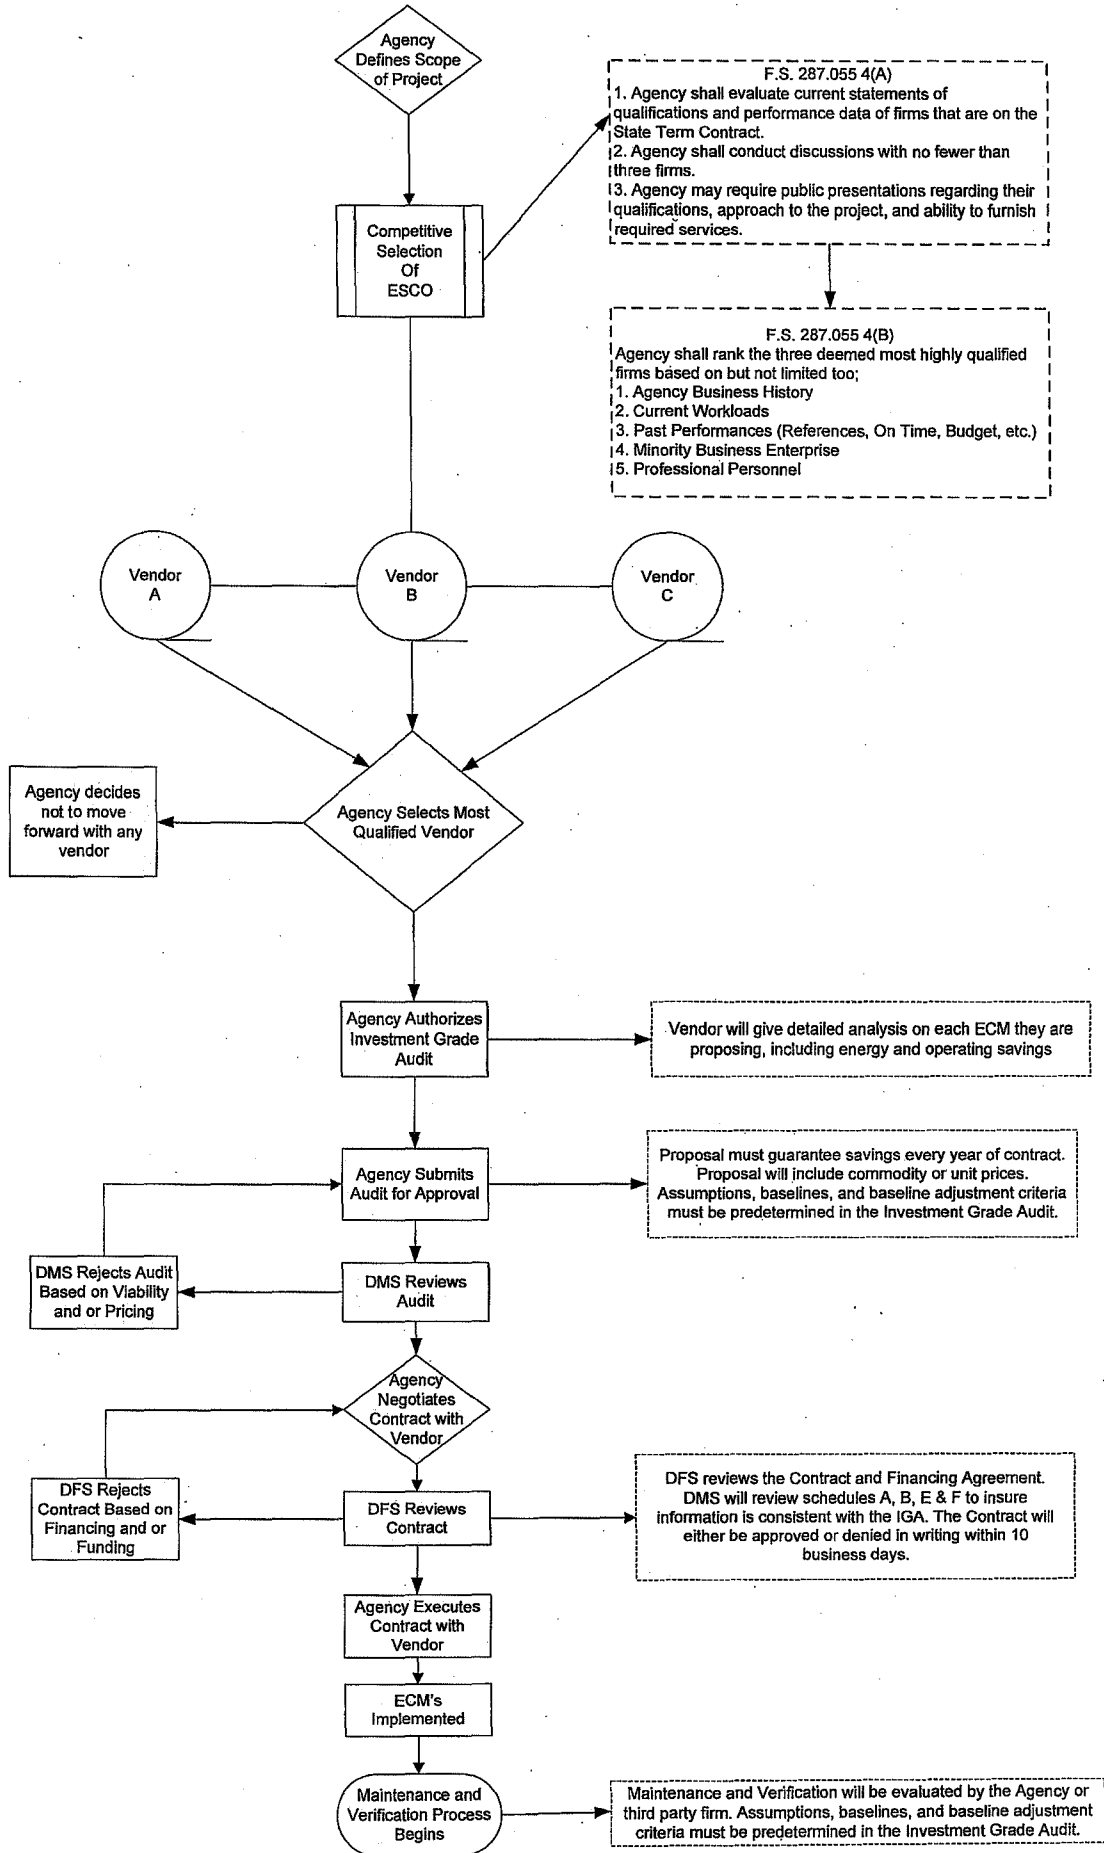 Agency
Defines Scope
of Project
F.S. 287.055 4(A)
1. Agency shall evaluate current statements of
qualifications and performance data of firms that are on the
State Term Contract.
2. Agency shall conduct discussions with no fewer than
three firms.
3. Agency may require public presentations regarding their
qualifications, approach to the project, and ability to furnish
required services.
Competitive
Selection
Of
ESCO
F.S. 287.055 4(B)
Agency shall rank the three deemed most highly qualified
firms based on but not limited too;
1. Agency Business History
2. Current Workloads
3. Past Performances (References, On Time, Budget, etc.)
4. Minority Business Enterprise
5. Professional Personnel
Vendor
A
Vendor
B
Vendor
C
Agency decides
not to move
forward with any
vendor
Agency Selects Most
Qualified Vendor
Agency Authorizes
Investment Grade
Audit
Vendor will give detailed analysis on each ECM they are
proposing, including energy and operating savings
Agency Submits
Audit for Approval
Proposal must guarantee savings every year of contract.
Proposal will include commodity or unit prices.
Assumptions, baselines, and baseline adjustment criteria
must be predetermined in the Investment Grade Audit.
DMS Rejects Audit
Based on Viability
and or Pricing
DMS Reviews
Audit
Agency
Negotiates
Contract with
Vendor
DFS Rejects
Contract Based on
Financing and or
Funding
DFS Reviews
Contract
DFS reviews the Contract and Financing Agreement.
DMS will review schedules A, B, E & F to insure
information is consistent with the IGA. The Contract will
either be approved or denied in writing within 10
business days.
Agency Executes
Contract with
Vendor
ECM's
Implemented
Maintenance and
Verification Process
Begins
Maintenance and Verification will be evaluated by the Agency or
third party firm. Assumptions, baselines, and baseline adjustment
criteria must be predetermined in the Investment Grade Audit.